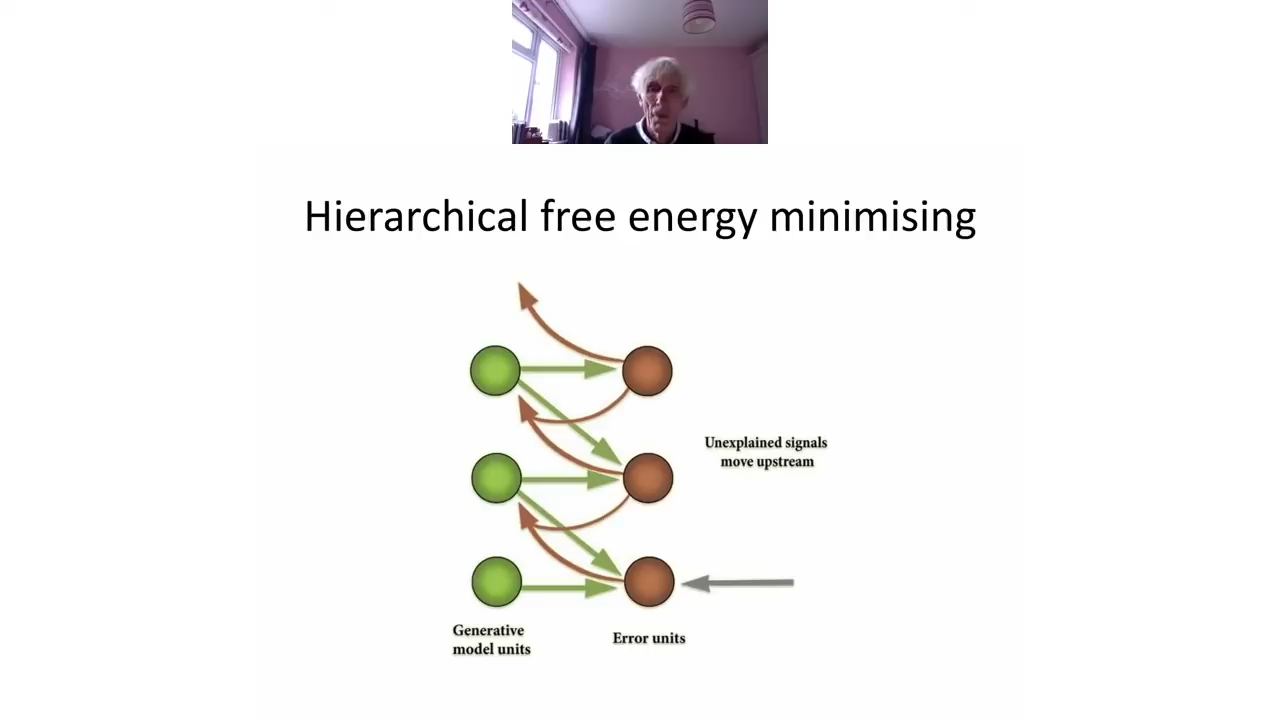 Hierarchical free energy minimising
Unexplained signals
move upstream
Generative
model units
Error units